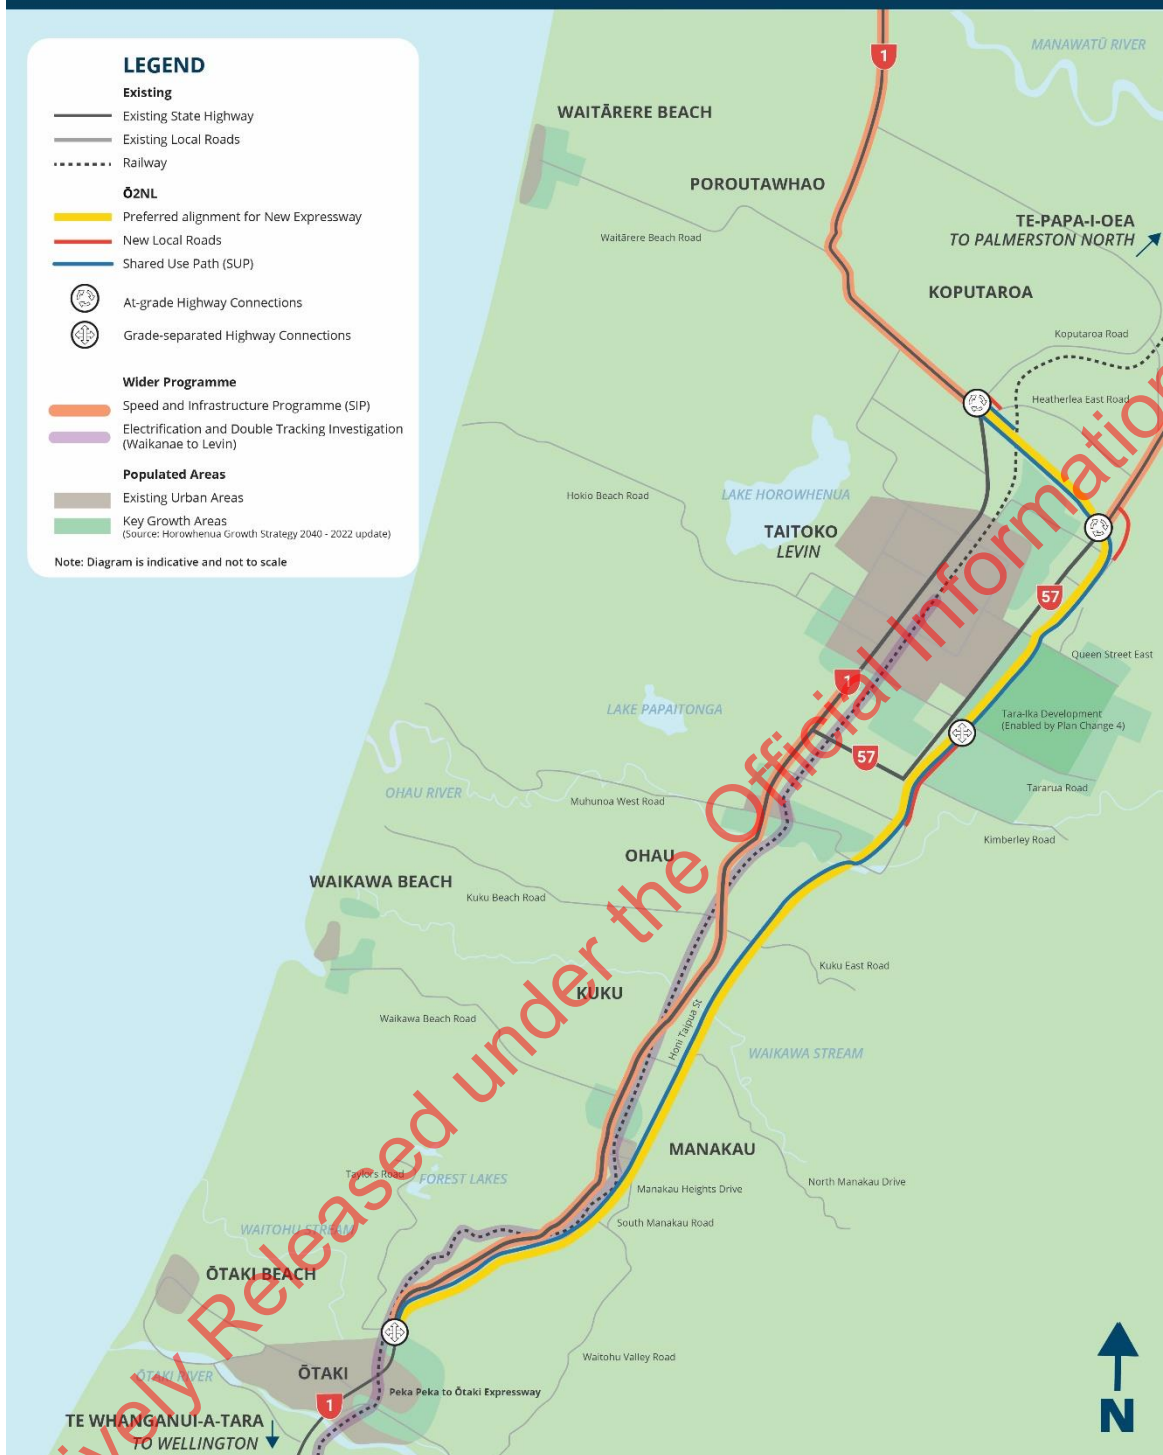 LEGEND
Existing
Existing State Highway
Existing Local Roads
Railway
Ō2NL
Preferred alignment for New Expressway
New Local Roads
Shared Use Path (SUP)
At-grade Highway Connections
Grade-separated Highway Connections
Wider Programme
Speed and Infrastructure Programme (SIP)
Electrification and Double Tracking Investigation
(Waikanae to Levin)
Populated Areas
Existing Urban Areas
Key Growth Areas
(Source: Horowhenua Growth Strategy 2040 - 2022 update)
Note: Diagram is indicative and not to scale
MANAWATŪ RIVER
1
WAITĀRERE BEACH
POROUTAWHAO
TE-PAPA-I-OEA
TO PALMERSTON NORTH
Waitārere Beach Road
KOPUTAROA
Koputaroa Road
Heatherlea East Road
Hokio Beach Road
LAKE HOROWHENUA
TAITOKO
LEVIN
57
Queen Street East
1
LAKE PAPAITONGA
Tara-Ika Development
(Enabled by Plan Change 4)
57
OHAU RIVER
Muhunoa West Road
Tararua Road
Kimberley Road
OHAU
WAIKAWA BEACH
Kuku Beach Road
Kuku East Road
KUKU
Waikawa Beach Road
Honi Taipua St
WAIKAWA STREAM
MANAKAU
Taylors Road
FOREST LAKES
North Manakau Drive
Manakau Heights Drive
South Manakau Road
WAITOHU STREAM
ŌTAKI BEACH
Waitohu Valley Road
ŌTAKI
ŌTAKI RIVER
Peka Peka to Ōtaki Expressway
1
TE WHANGANUI-A-TARA
TO WELLINGTON
N
ively Released under the Official Information